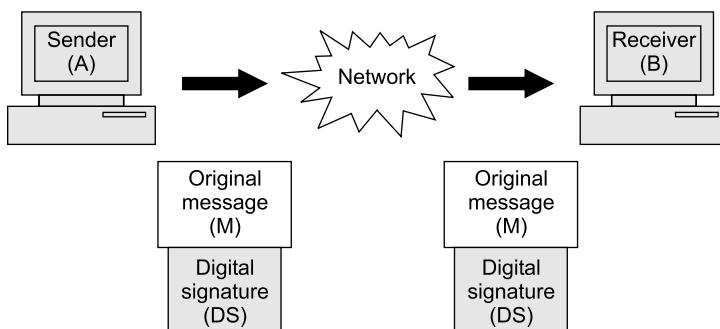 Sender
(A)
Network
Receiver
(B)
Original
message
(M)
Digital
signature
(DS)
Original
message
(M)
Digital
signature
(DS)